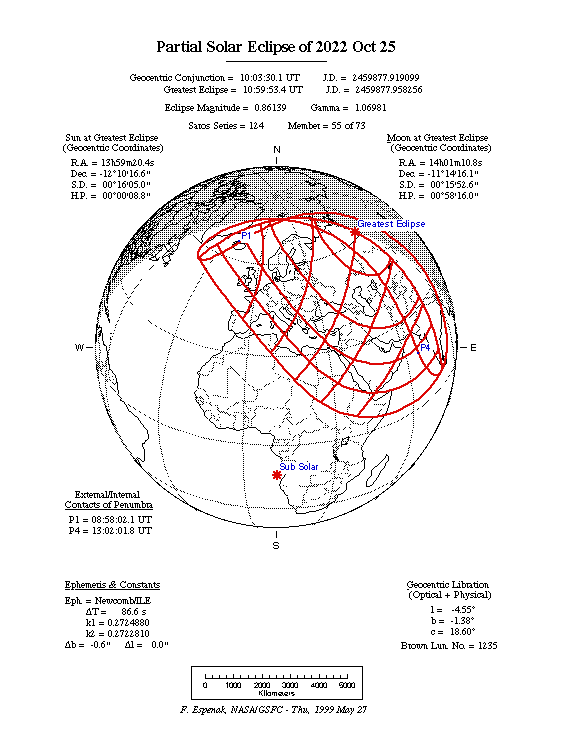 Partial Solar Eclipse of 2022 Oct 25
Geocentric Conjunction = 10:03:30.1 UT J.D. = 2459877.919099
Greatest Eclipse = 10:59:53.4 UT J.D. = 2459877.958256
Eclipse Magnitude = 0.86139 Gamma = 1.06981
Saros Series = 124 Member = 55 of 73
Sun at Greatest Eclipse
(Geocentric Coordinates)
R.A. = 13h59m20.4s
Dec. = -12°10'16.6"
S.D. = 00°16'05.0"
H.P. = 00°00'08.8"
Moon at Greatest Eclipse
(Geocentric Coordinates)
R.A. = 14h01m10.8s
Dec. = -11°14'16.1"
S.D. = 00°15'52.6"
H.P. = 00°58'16.0"
N
Greatest Eclipse
P1
W
E
P4
Sub Solar
S
External/Internal
Contacts of Penumbra
P1 = 08:58:02.1 UT
P4 = 13:02:01.8 UT
Ephemeris & Constants
Eph. = Newcomb/ILE
ΔT = 86.6 s
k1 = 0.2724880
k2 = 0.2722810
Δb = -0.6" Δl = 0.0"
Geocentric Libration
(Optical + Physical)
l = -4.55°
b = -1.38°
c = 18.60°
Brown Lun. No. = 1235
0 1000 2000 3000 4000 5000
Kilometers
F. Espenak, NASA/GSFC - Thu, 1999 May 27